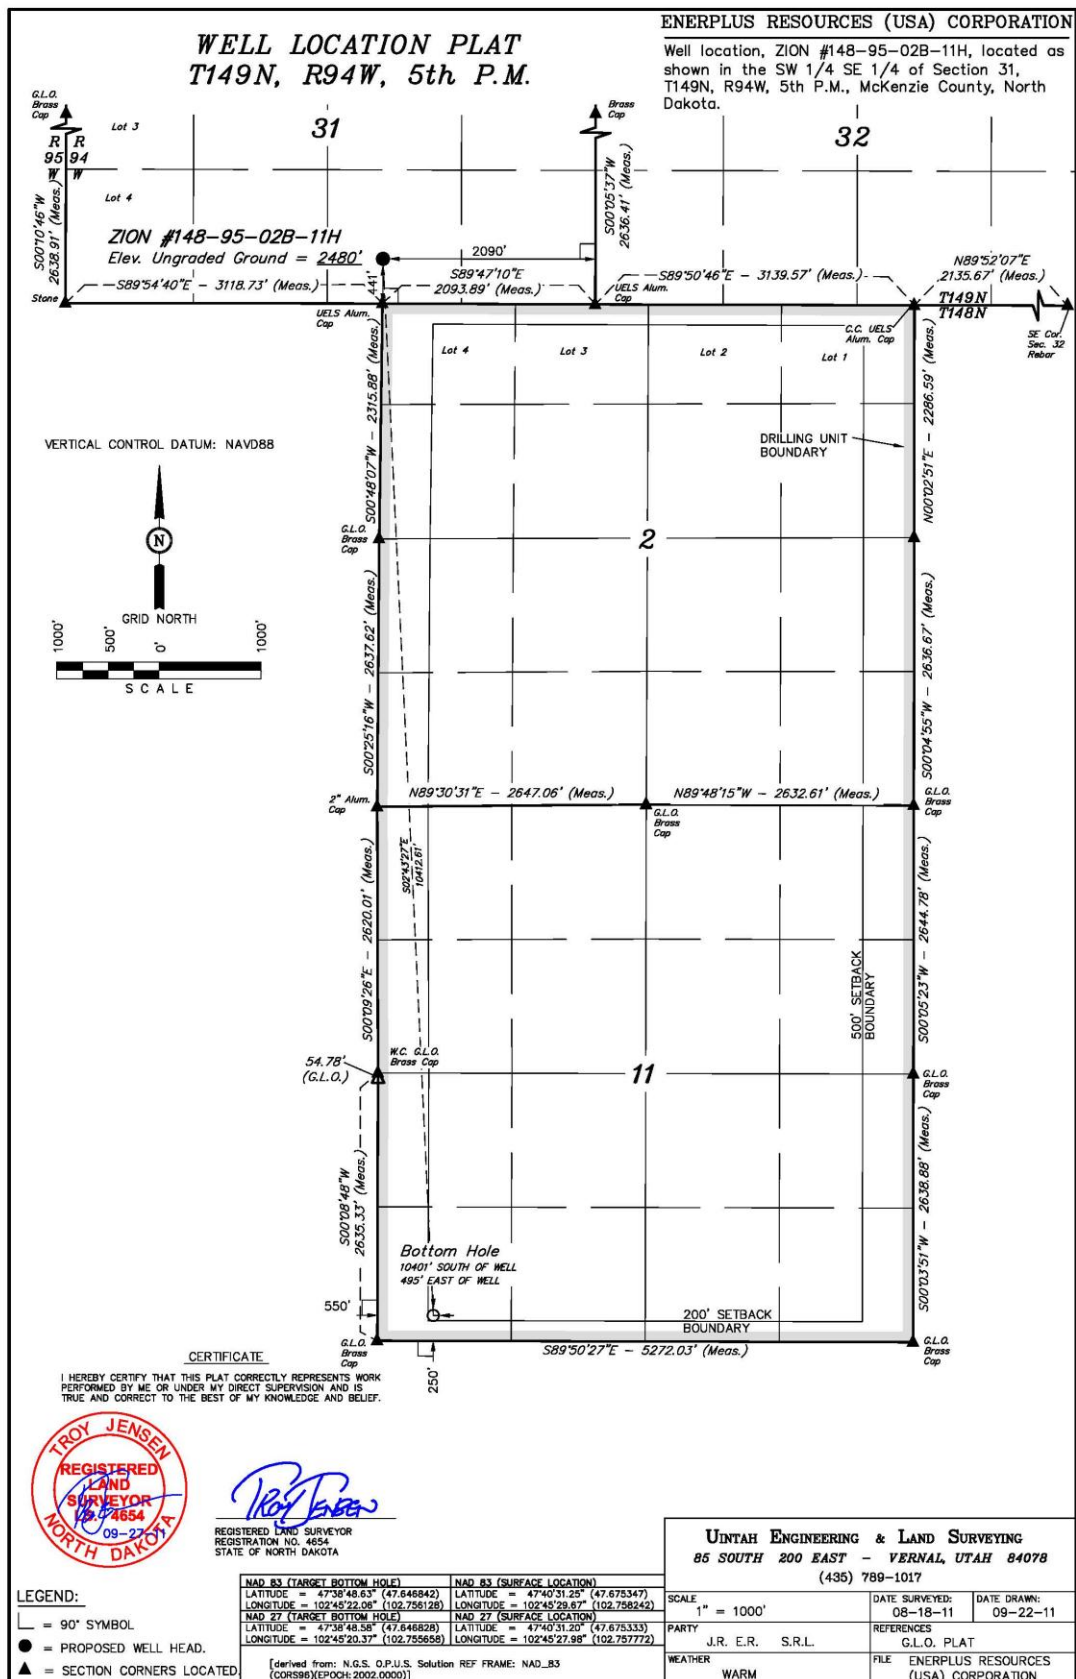 WELL LOCATION PLAT
T149N, R94W, 5th P.M.
ENERPLUS RESOURCES (USA) CORPORATION
Well location, ZION #148-95-02B-11H, located as
shown in the SW 1/4 SE 1/4 of Section 31,
T149N, R94W, 5th P.M., McKenzie County, North
Dakota.
G.L.O.
Brass
Cap
Lot 3
31
Brass
Cap
32
R R
95 94
W W
Lot 4
S00°10'46"W
2638.91' (Meas.)
S00°05'37"W
2636.41' (Meas.)
ZION #148-95-02B-11H
Elev. Ungraded Ground = 2480'
2090'
441'
S89°54'40"E - 3118.73' (Meas.)
S89°47'10"E
2093.89' (Meas.)
S89°50'46"E - 3139.57' (Meas.)
N89°52'07"E
2135.67' (Meas.)
Stone
UELS Alum.
Cap
UELS Alum.
Cap
C.C. UELS
Alum. Cap
T149N
T148N
SE Cor.
Sec. 32
Rebar
Lot 4
Lot 3
Lot 2
Lot 1
S00°48'07"W - 2315.88' (Meas.)
N00°02'51"E - 2286.59' (Meas.)
DRILLING UNIT
BOUNDARY
VERTICAL CONTROL DATUM: NAVD88
N
GRID NORTH
1000'
500'
0'
1000'
SCALE
G.L.O.
Brass
Cap
2
S00°25'16"W - 2637.62' (Meas.)
S00°04'55"W - 2636.67' (Meas.)
N89°30'31"E - 2647.06' (Meas.)
N89°48'15"W - 2632.61' (Meas.)
2" Alum.
Cap
G.L.O.
Brass
Cap
G.L.O.
Brass
Cap
S02°43'27"E
10412.61'
S00°09'26"E - 2620.01' (Meas.)
S00°05'23"W - 2644.78' (Meas.)
500' SETBACK
BOUNDARY
54.78'
(G.L.O.)
W.C. G.L.O.
Brass Cap
11
G.L.O.
Brass
Cap
S00°08'48"W
2635.33' (Meas.)
S00°03'51"W - 2638.88' (Meas.)
Bottom Hole
10401' SOUTH OF WELL
495' EAST OF WELL
550'
200' SETBACK
BOUNDARY
G.L.O.
Brass
Cap
S89°50'27"E - 5272.03' (Meas.)
G.L.O.
Brass
Cap
250'
CERTIFICATE
I HEREBY CERTIFY THAT THIS PLAT CORRECTLY REPRESENTS WORK
PERFORMED BY ME OR UNDER MY DIRECT SUPERVISION AND IS
TRUE AND CORRECT TO THE BEST OF MY KNOWLEDGE AND BELIEF.
TROY JENSEN
REGISTERED
LAND
SURVEYOR
LS. 4654
09-27-11
NORTH DAKOTA
Troy Jensen
REGISTERED LAND SURVEYOR
REGISTRATION NO. 4654
STATE OF NORTH DAKOTA
LEGEND:
= 90° SYMBOL
= PROPOSED WELL HEAD.
= SECTION CORNERS LOCATED.
NAD 83 (TARGET BOTTOM HOLE)
LATITUDE = 47°38'48.63" (47.646842)
LONGITUDE = 102°45'22.06" (102.756128)
NAD 27 (TARGET BOTTOM HOLE)
LATITUDE = 47°38'48.58" (47.646828)
LONGITUDE = 102°45'20.37" (102.755658)
NAD 83 (SURFACE LOCATION)
LATITUDE = 47°40'31.25" (47.675347)
LONGITUDE = 102°45'29.67" (102.758242)
NAD 27 (SURFACE LOCATION)
LATITUDE = 47°40'31.20" (47.675333)
LONGITUDE = 102°45'27.98" (102.757772)
[derived from: N.G.S. O.P.U.S. Solution REF FRAME: NAD_83
(CORS96)(EPOCH: 2002.0000)]
UINTAH ENGINEERING & LAND SURVEYING
85 SOUTH 200 EAST - VERNAL, UTAH 84078
(435) 789-1017
SCALE
1" = 1000'
DATE SURVEYED:
08-18-11
DATE DRAWN:
09-22-11
PARTY
J.R. E.R. S.R.L.
REFERENCES
G.L.O. PLAT
WEATHER
WARM
FILE
ENERPLUS RESOURCES
(USA) CORPORATION